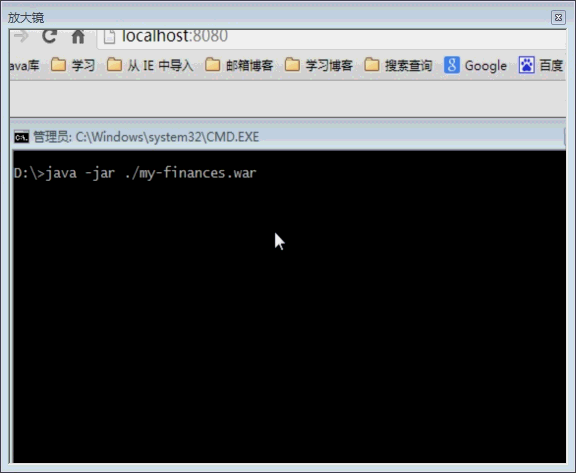 放大镜
localhost:8080
ava库 学习 从 IE 中导入 邮箱博客 学习博客 搜索查询 Google 百度
管理员: C:\Windows\system32\CMD.EXE
D:\>java -jar ./my-finances.war